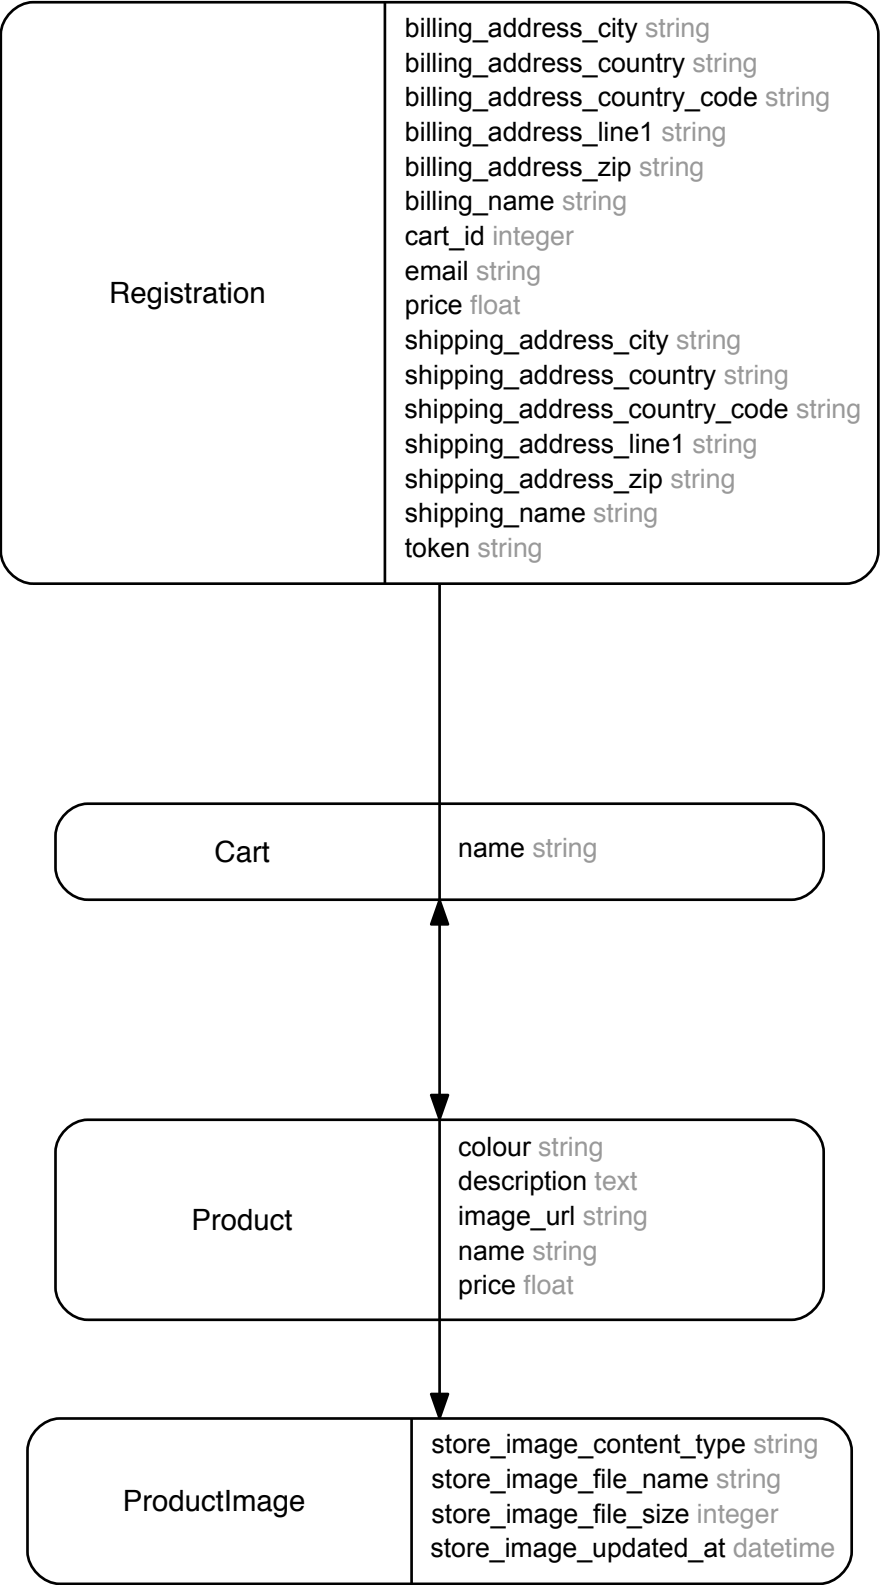 Registration
billing_address_city string
billing_address_country string
billing_address_country_code string
billing_address_line1 string
billing_address_zip string
billing_name string
cart_id integer
email string
price float
shipping_address_city string
shipping_address_country string
shipping_address_country_code string
shipping_address_line1 string
shipping_address_zip string
shipping_name string
token string
Cart
name string
Product
colour string
description text
image_url string
name string
price float
ProductImage
store_image_content_type string
store_image_file_name string
store_image_file_size integer
store_image_updated_at datetime